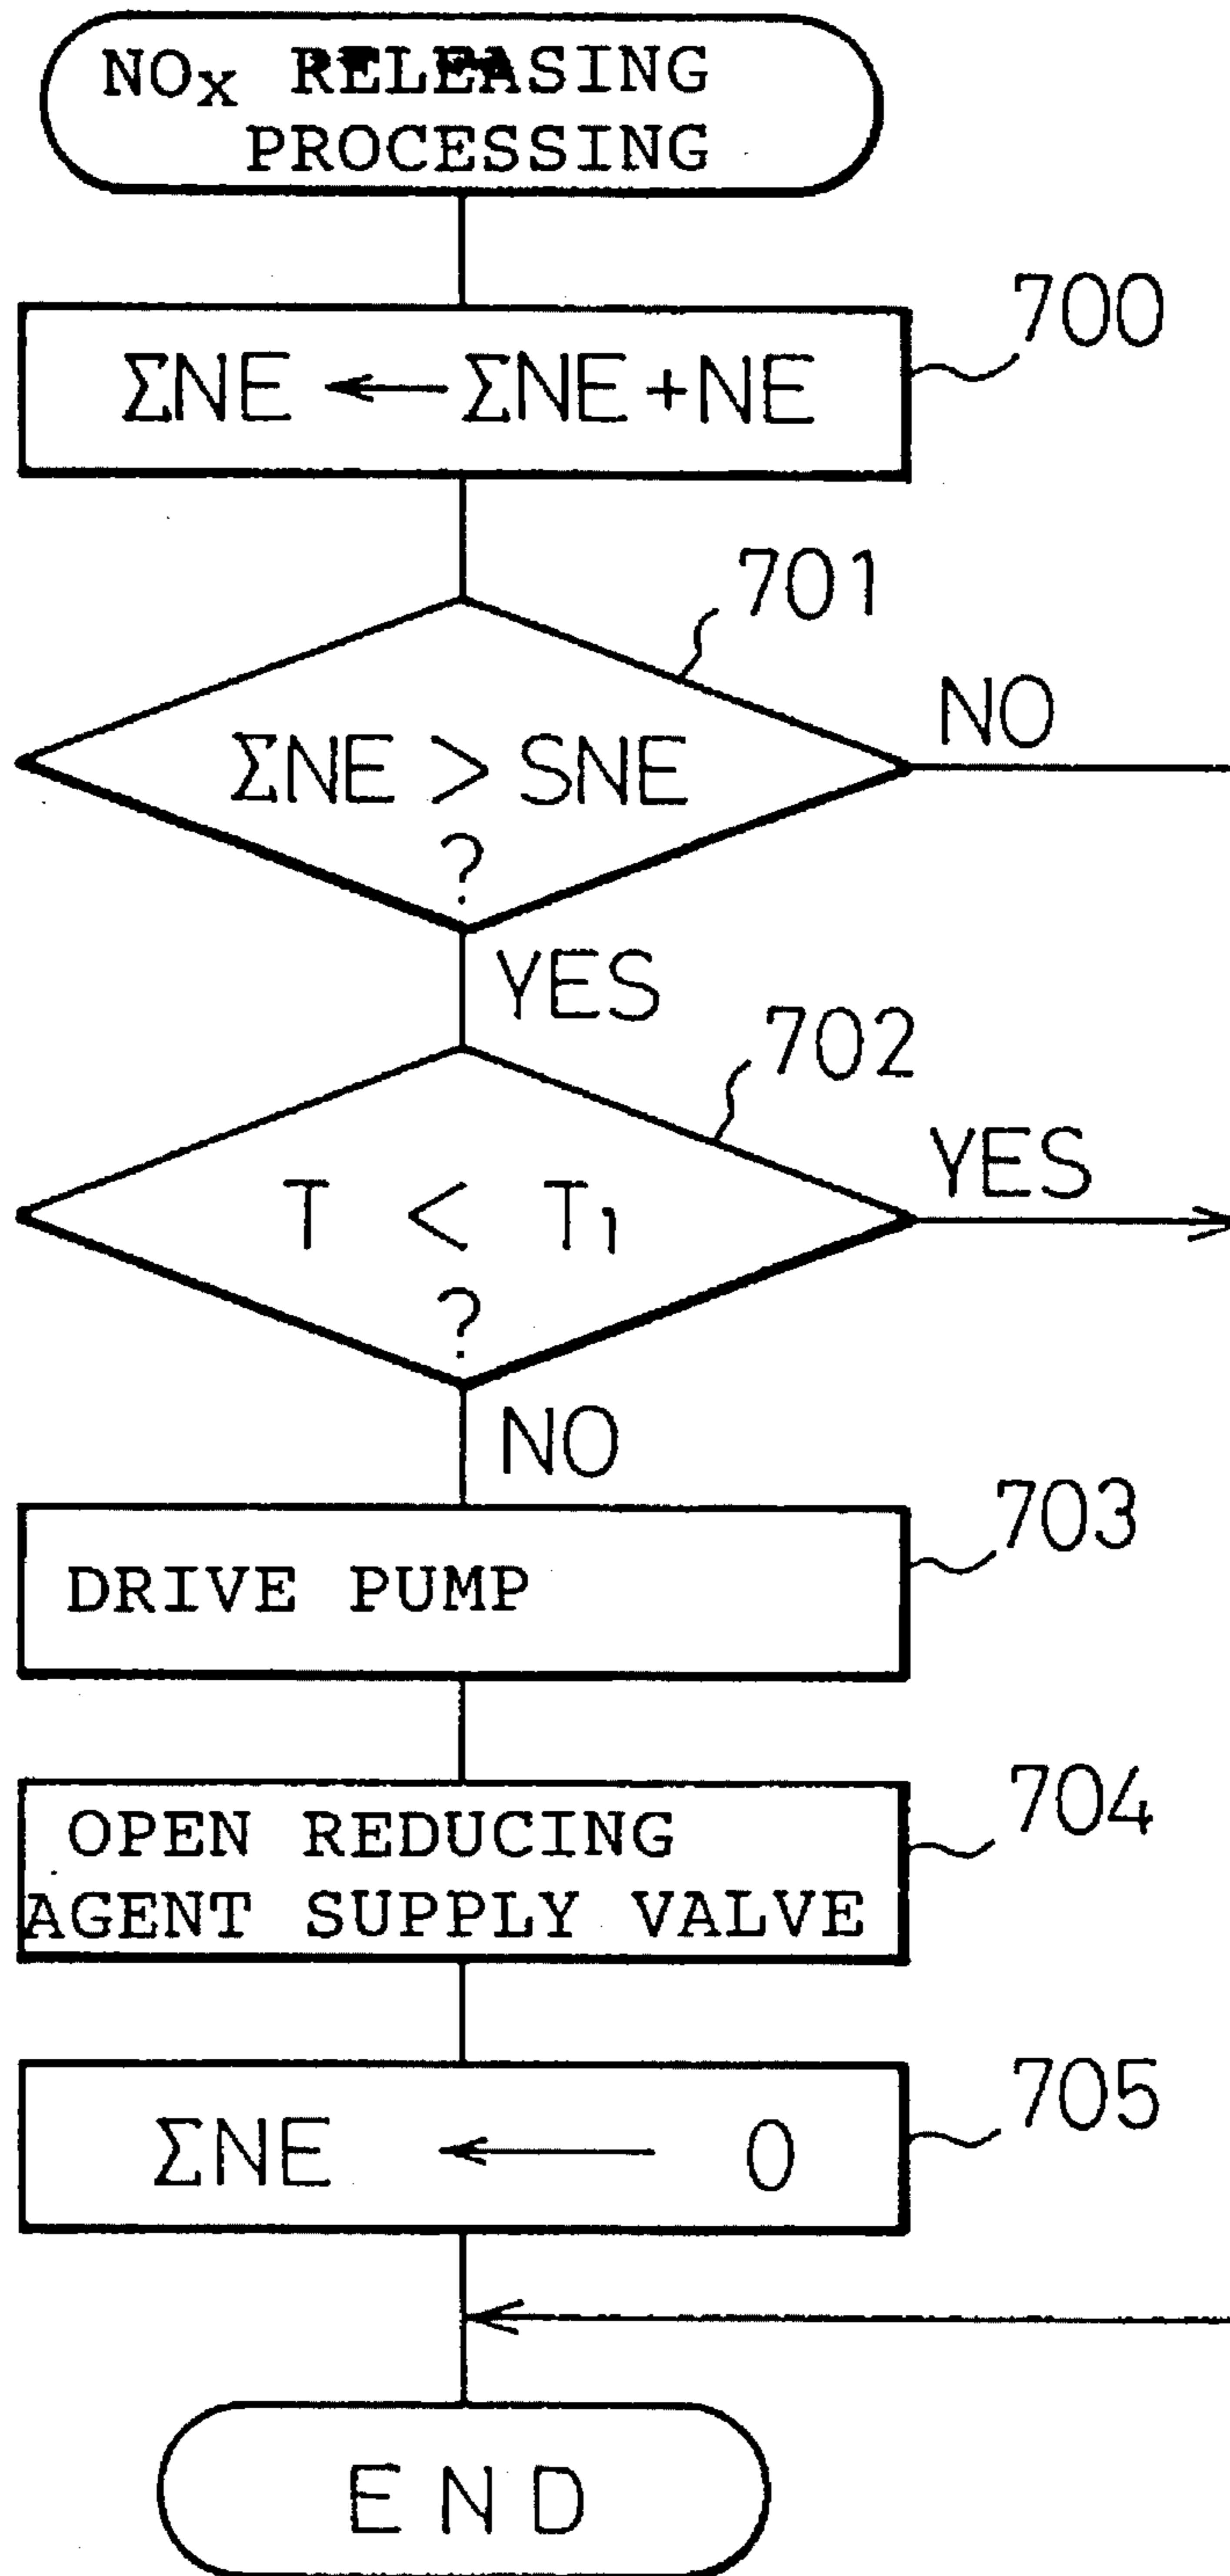 NOx RELEASING
PROCESSING
700
ΣNE ← ΣNE + NE
701
NO
ΣNE > SNE
?
YES
702
YES
T < T1
?
NO
703
DRIVE PUMP
704
OPEN REDUCING
AGENT SUPPLY VALVE
705
ΣNE ← 0
END